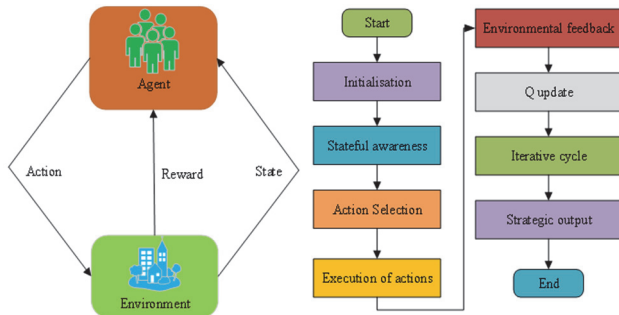 Agent
Action
Reward
State
Environment
Start
Initialisation
Stateful awareness
Action Selection
Execution of actions
Environmental feedback
Q update
Iterative cycle
Strategic output
End